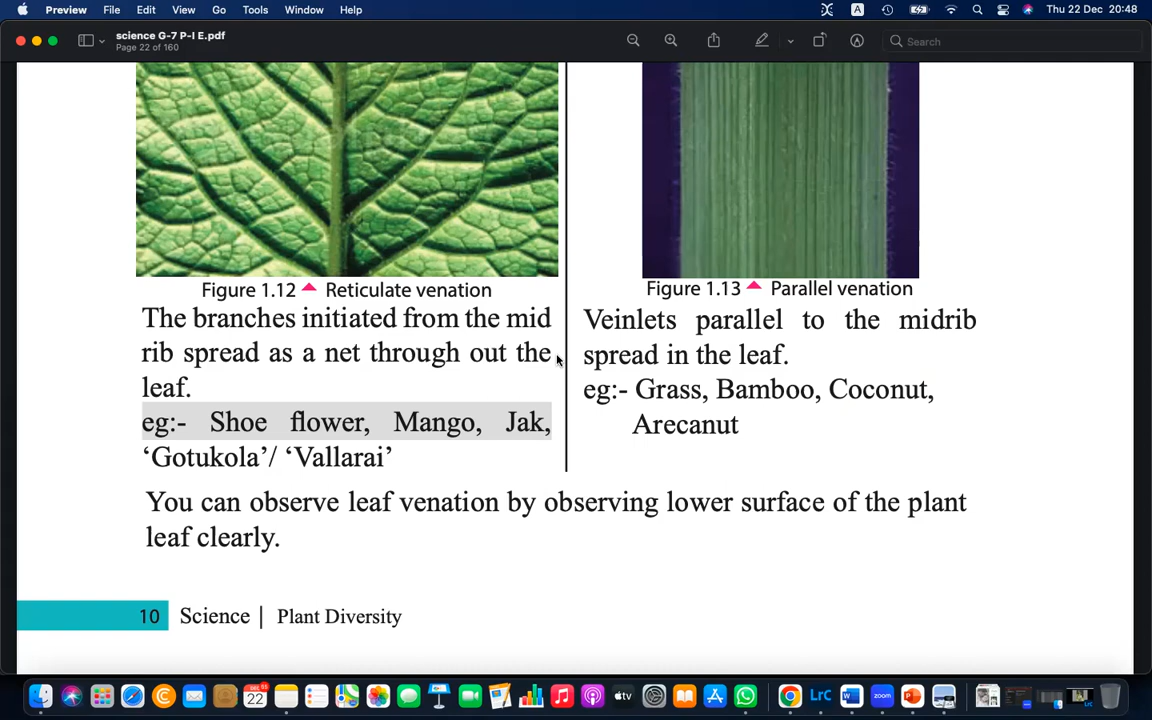 Preview File Edit View Go Tools Window Help A Thu 22 Dec 20:48
science G-7 P-I E.pdf
Page 22 of 160
Search
Figure 1.12 Reticulate venation
The branches initiated from the mid
rib spread as a net through out the
leaf.
eg:- Shoe flower, Mango, Jak,
‘Gotukola’/ ‘Vallarai’
Figure 1.13 Parallel venation
Veinlets parallel to the midrib
spread in the leaf.
eg:- Grass, Bamboo, Coconut,
Arecanut
You can observe leaf venation by observing lower surface of the plant
leaf clearly.
10 Science | Plant Diversity
22 tv LrC W zoom P